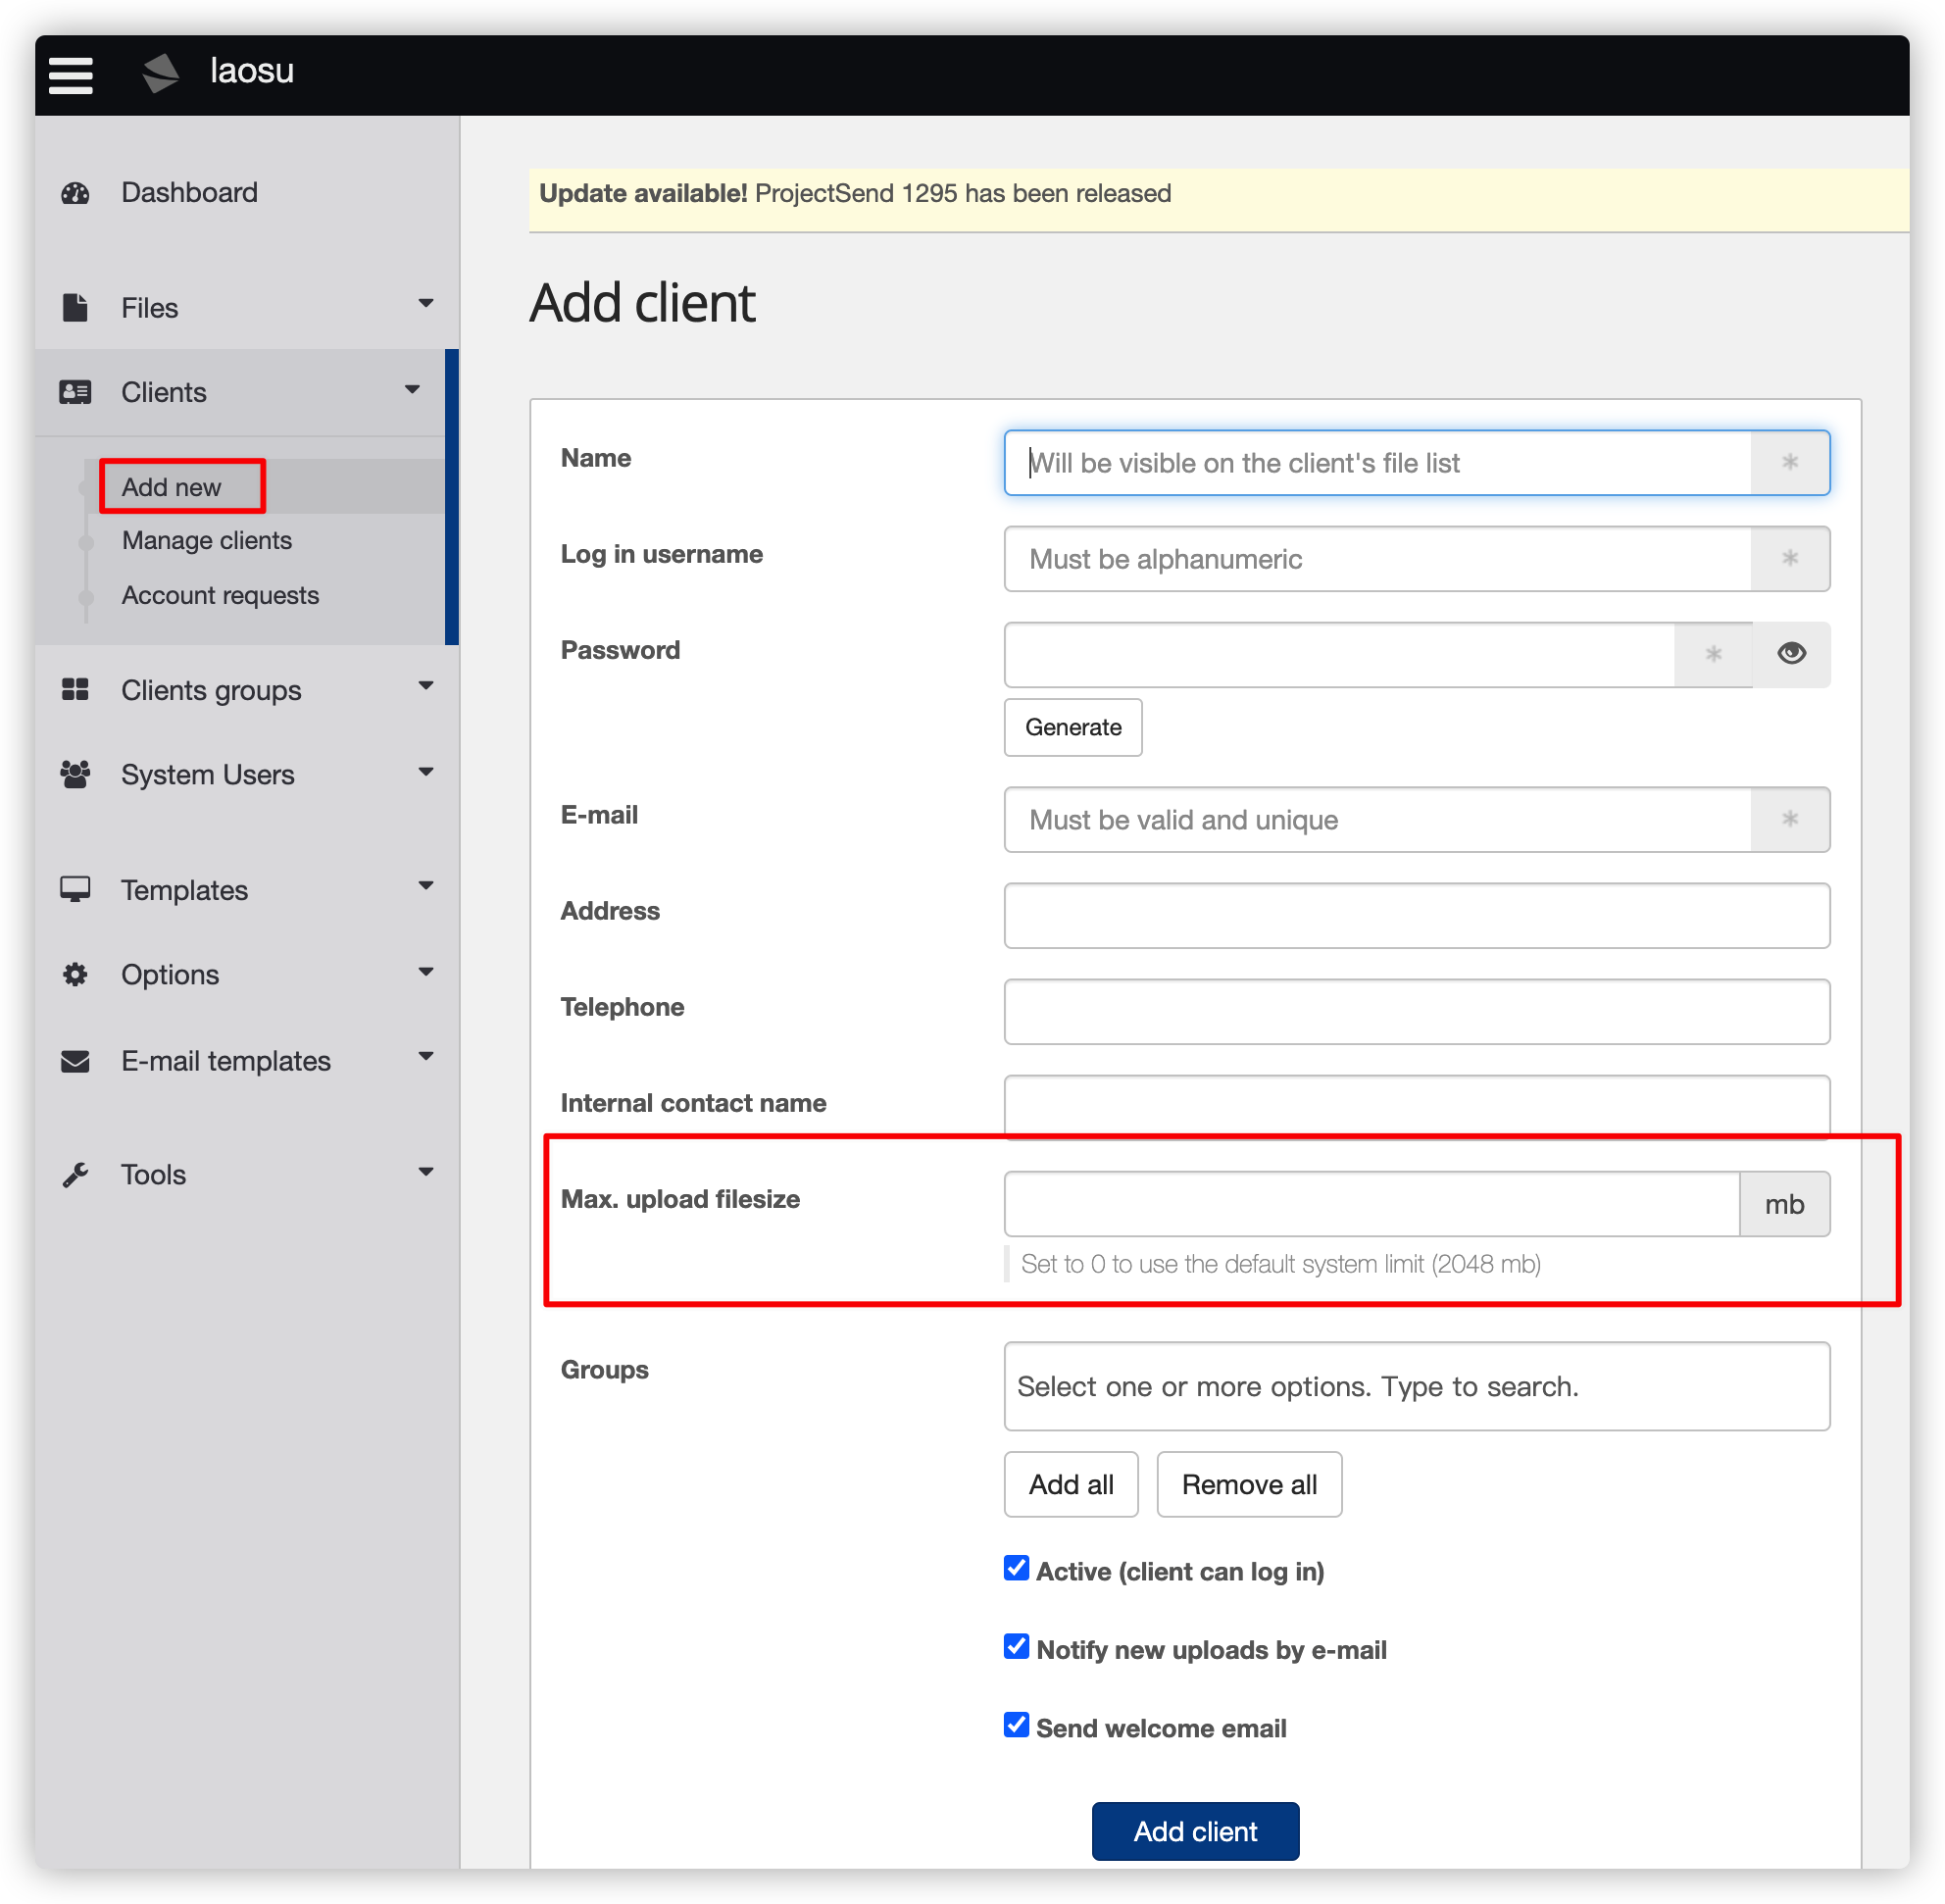 laosu
Dashboard
Files
Clients
Add new
Manage clients
Account requests
Clients groups
System Users
Templates
Options
E-mail templates
Tools
Update available! ProjectSend 1295 has been released
Add client
Name
Will be visible on the client's file list *
Log in username
Must be alphanumeric *
Password
*
Generate
E-mail
Must be valid and unique *
Address
Telephone
Internal contact name
Max. upload filesize
mb
Set to 0 to use the default system limit (2048 mb)
Groups
Select one or more options. Type to search.
Add all Remove all
Active (client can log in)
Notify new uploads by e-mail
Send welcome email
Add client